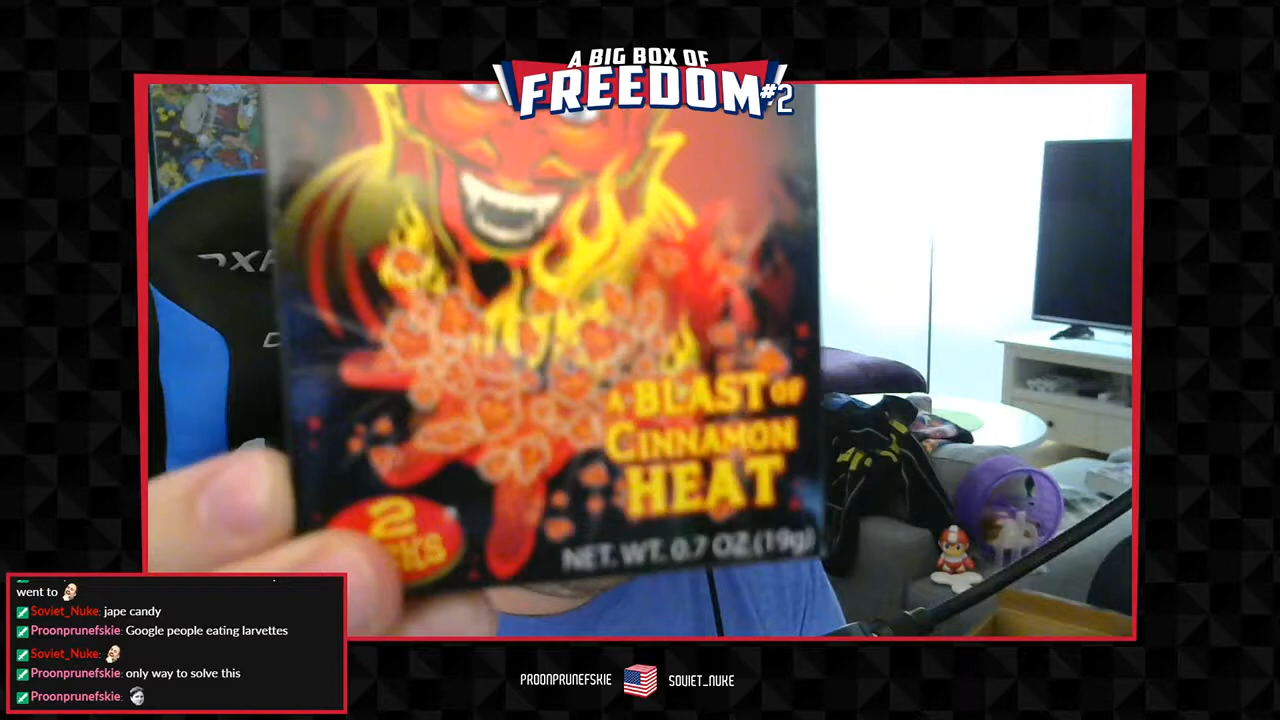 A BIG BOX OF
FREEDOM #2
A BLAST OF
CINNAMON
HEAT
2
NET. WT. 0.7 OZ (19g)
went to
Soviet_Nuke: jape candy
Proonprunefskie: Google people eating larvettes
Soviet_Nuke:
Proonprunefskie: only way to solve this
Proonprunefskie:
PROONPRUNEFSKIE
SOVIET_NUKE